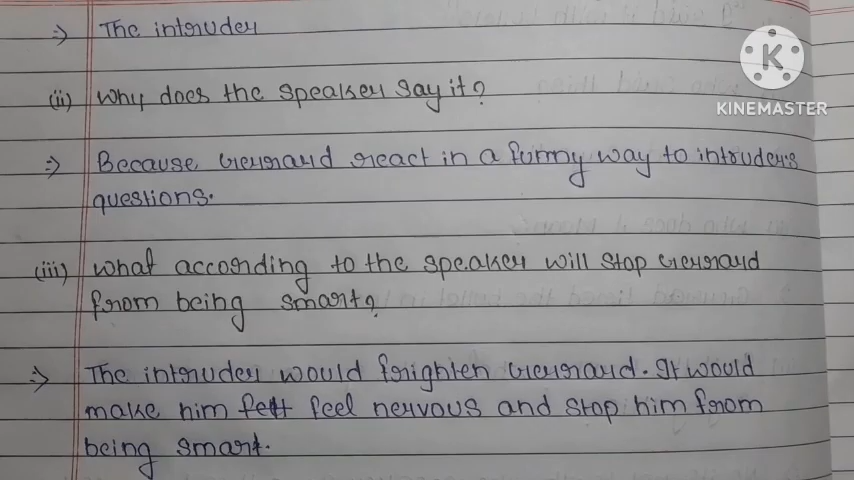 ⇒ The intruder
K
KINEMASTER
(ii) Why does the speaker say it?
⇒ Because Gerrard react in a funny way to intruder's
questions.
(iii) What according to the speaker will stop Gerrard
from being smart?
⇒ The intruder would frighten Gerrard. It would
make him feel nervous and stop him from
being smart.